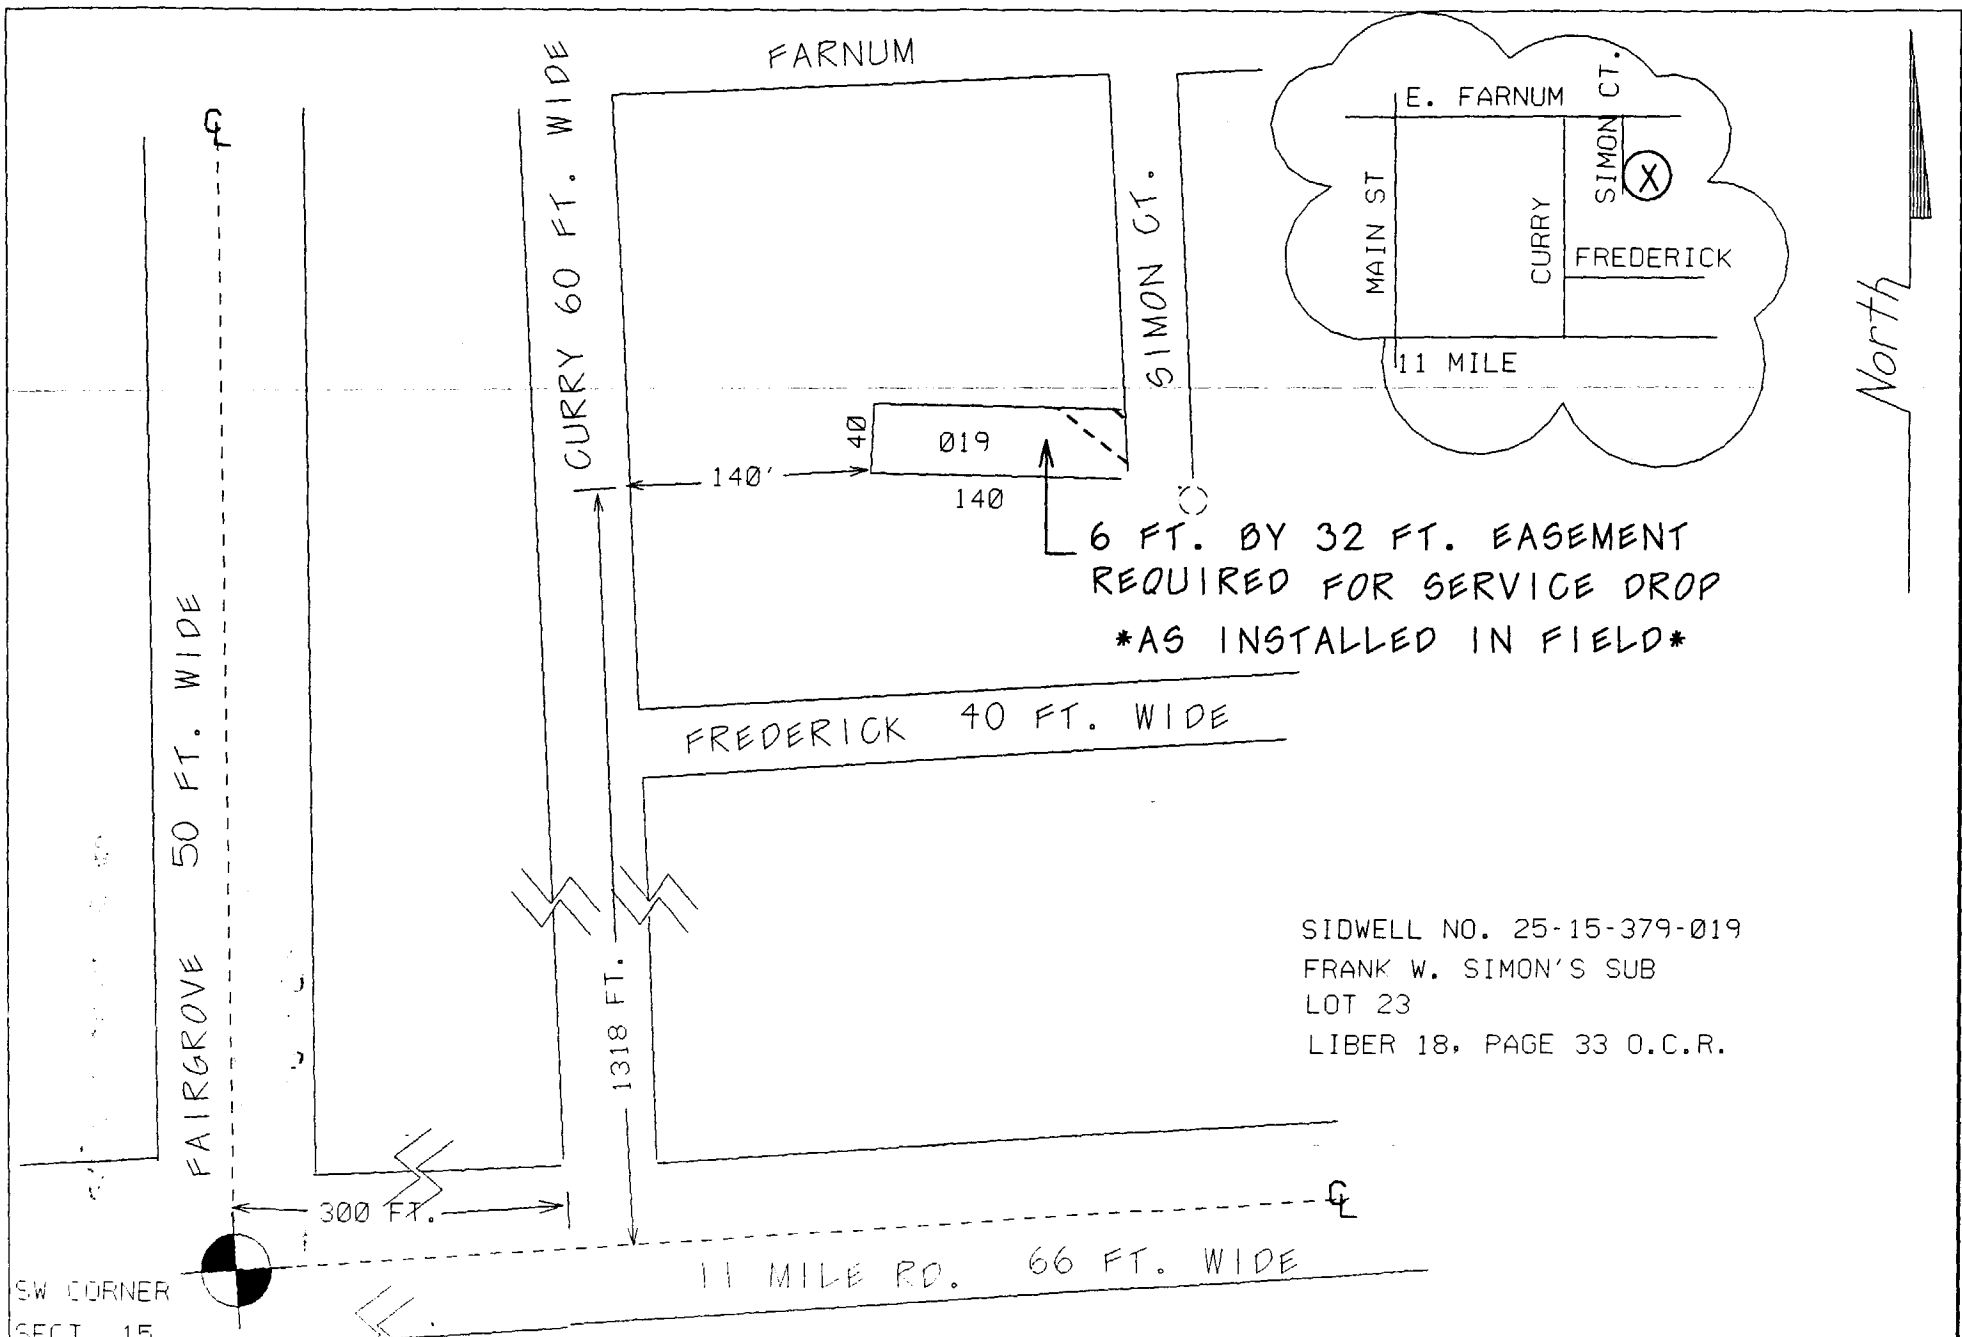 FARNUM
CURRY 60 FT. WIDE
SIMON CT.
E. FARNUM
SIMON CT.
X
MAIN ST
CURRY
FREDERICK
11 MILE
North
40
019
140'
140
6 FT. BY 32 FT. EASEMENT
REQUIRED FOR SERVICE DROP
*AS INSTALLED IN FIELD*
FREDERICK 40 FT. WIDE
FAIRGROVE 50 FT. WIDE
1318 FT.
SIDWELL NO. 25-15-379-019
FRANK W. SIMON'S SUB
LOT 23
LIBER 18, PAGE 33 O.C.R.
300 FT.
11 MILE RD. 66 FT. WIDE
SW CORNER
SECT. 15